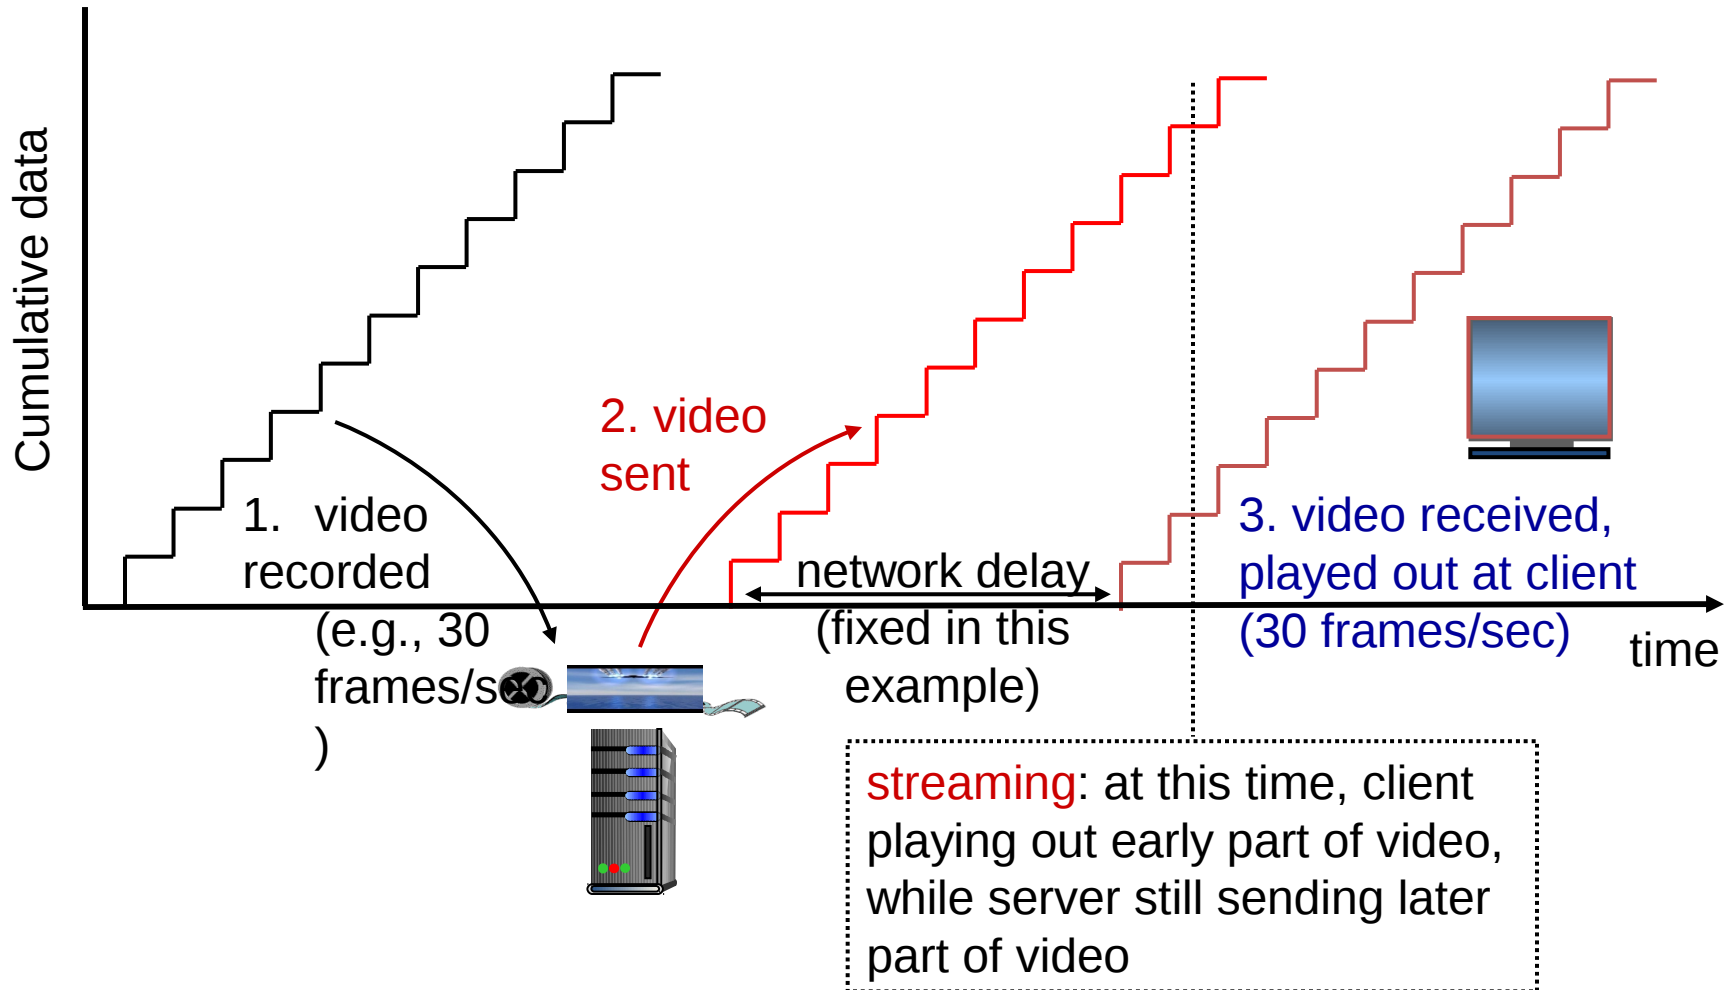 Cumulative data
1. video
recorded
(e.g., 30
frames/sec
)
2. video
sent
network delay
(fixed in this
example)
3. video received,
played out at client
(30 frames/sec)
time
streaming: at this time, client
playing out early part of video,
while server still sending later
part of video